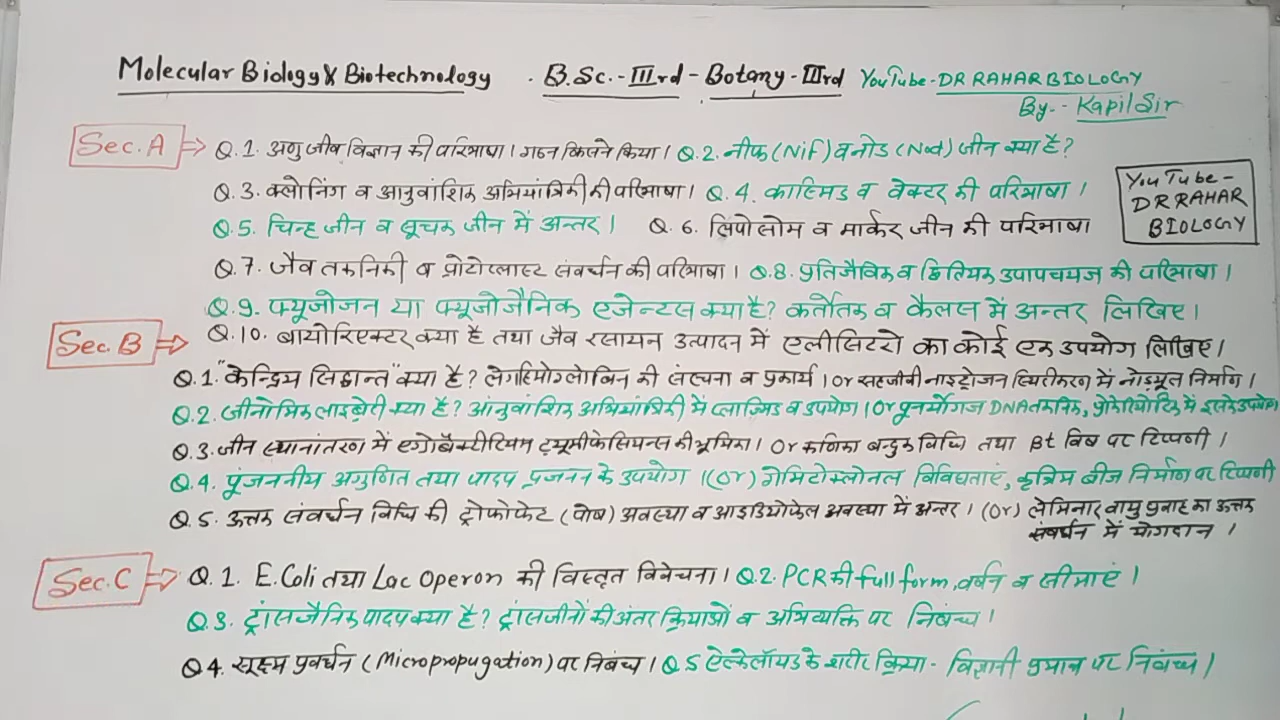 Molecular Biology & Biotechnology . B.Sc.-IIIrd-Botany-IIIrd YouTube-DR RAHAR BIOLOGY
By-- Kapil Sir
Sec. A ⇒ Q.1. अणु जीव विज्ञान की परिभाषा। गठन किसने किया। Q.2. नीफ (Nif) व नोड (Nod) जीन क्या है?
Q.3. क्लोनिंग व आनुवांशिक अभियांत्रिकी की परिभाषा। Q.4. कास्मिड व वेक्टर की परिभाषा।
YouTube-
DR RAHAR
BIOLOGY
Q.5. चिन्ह जीन व सूचक जीन में अन्तर। Q.6. लिपोसोम व मार्कर जीन की परिभाषा
Q.7. जैव तकनिकी व प्रोटोप्लास्ट संवर्धन की परिभाषा। Q.8. प्रतिजैविक व द्वितियक उपापचयज की परिभाषा।
Q.9. फ्यूजोजन या फ्यूजोजैनिक एजेन्टस क्या है? कर्तोतक व कैलस में अन्तर लिखिए।
Sec. B ⇒ Q.10. बायोरिएक्टर क्या है तथा जैव रसायन उत्पादन में एलीसिटरो का कोई एक उपयोग लिखिए।
Q.1. "केन्द्रिय सिद्धान्त" क्या है? लेगहिमोग्लोबिन की संरचना व प्रकार्य। Or सहजीवी नाइट्रोजन स्थिरीकरण में नोड्यूल निर्माण।
Q.2. जीनोमिक लाइब्रेरी क्या है? आंनुवांशिक अभियांत्रिकी में प्लाज्मिड व उपयोग। Or पुनर्योगज DNA तकनिक, प्रोकेरियोटिक में इसके उपयोग
Q.3. जीन स्थानांतरण में एग्रोबैक्टीरियम ट्यूमीफेसियन्स की भूमिका। Or कणिका बन्दुक विधि तथा Bt विष पर टिप्पणी।
Q.4. पूंजननीय अगुणित तथा पादप प्रजनन के उपयोग। (Or) गेमिटोक्लोनल विविधताएं, कृत्रिम बीज निर्माण पर टिप्पणी
Q.5. ऊत्तक संवर्धन विधि की ट्रोफोफेट (पोष) अवस्था व आइडियोफेल अवस्था में अन्तर। (Or) लेमिनार वायु प्रवाह का ऊत्तक
संवर्धन में योगदान।
Sec. C ⇒ Q.1. E.Coli तथा Lac Operon की विस्तृत विवेचना। Q.2. PCR की full form, वर्णन व सीमाएं।
Q.3. ट्रांसजैनिक पादप क्या है? ट्रांसजीनों की अंतर क्रियाओं व अभिव्यक्ति पर निबंध।
Q4. सूक्ष्म प्रवर्धन (Micropropugation) पर निबंध। Q5 ऐल्केलॉयड के शरीर क्रिया- विज्ञानी प्रभाव पर निबंध।